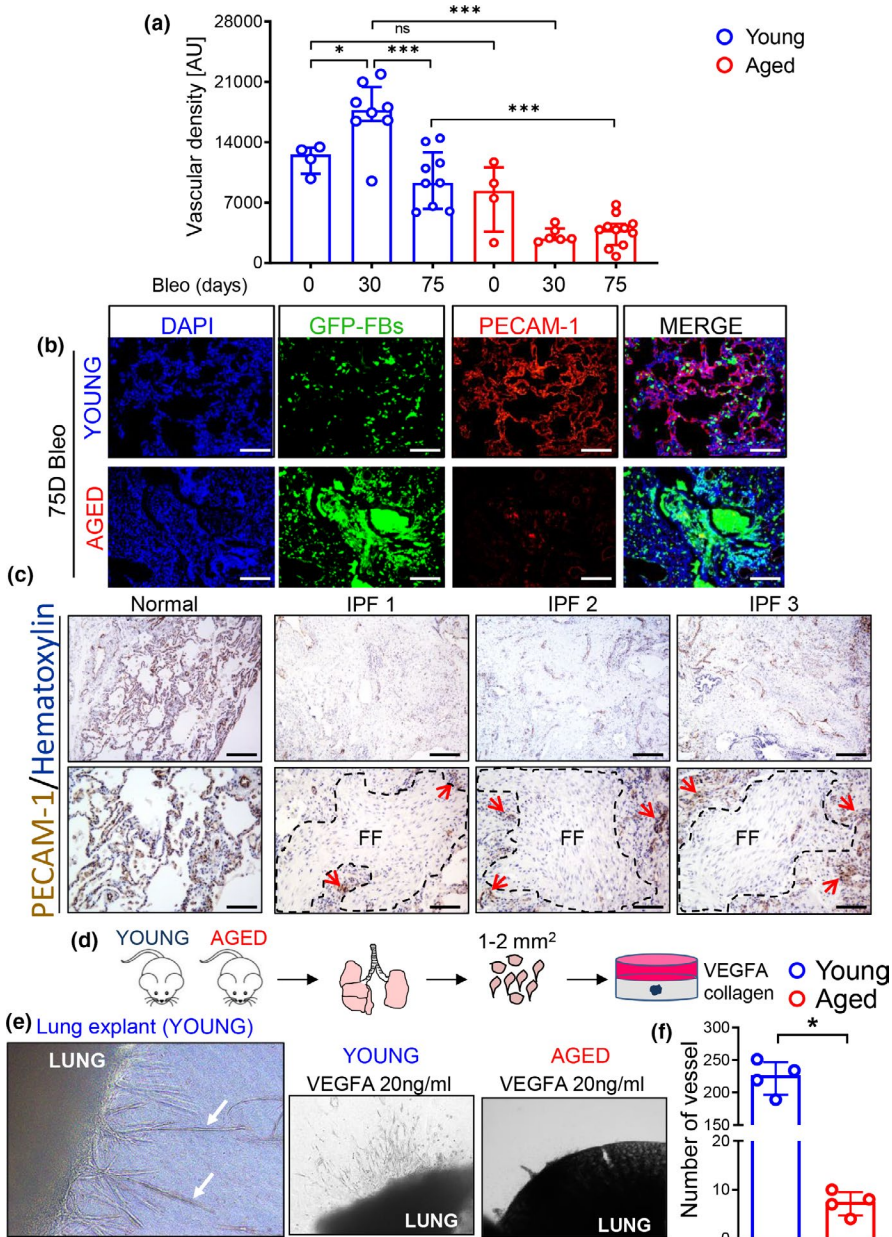 (a)
Vascular density [AU]
28000
21000
14000
7000
0
***
ns
* ***
***
Young
Aged
Bleo (days) 0 30 75 0 30 75
(b)
DAPI GFP-FBs PECAM-1 MERGE
75D Bleo
YOUNG
AGED
(c)
Normal IPF 1 IPF 2 IPF 3
PECAM-1/Hematoxylin
FF FF FF
(d)
YOUNG AGED
1-2 mm²
VEGFA
collagen
Young
Aged
(e) Lung explant (YOUNG)
LUNG
YOUNG
VEGFA 20ng/ml
LUNG
AGED
VEGFA 20ng/ml
LUNG
(f)
Number of vessel
300
250
200
150
100
20
10
0
*